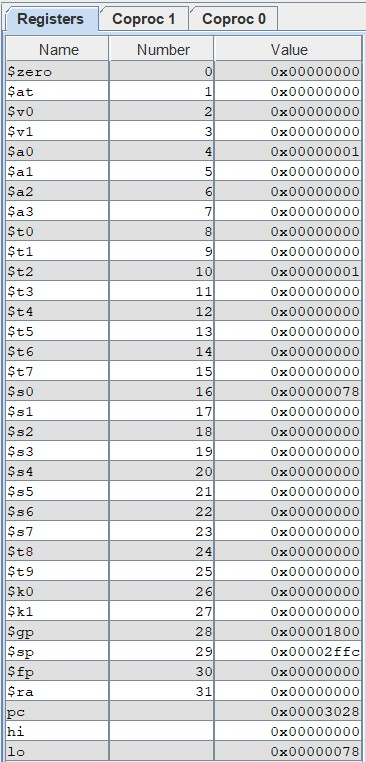 Registers Coproc 1 Coproc 0
Name Number Value
$zero 0 0x00000000
$at 1 0x00000000
$v0 2 0x00000000
$v1 3 0x00000000
$a0 4 0x00000001
$a1 5 0x00000000
$a2 6 0x00000000
$a3 7 0x00000000
$t0 8 0x00000000
$t1 9 0x00000000
$t2 10 0x00000001
$t3 11 0x00000000
$t4 12 0x00000000
$t5 13 0x00000000
$t6 14 0x00000000
$t7 15 0x00000000
$s0 16 0x00000078
$s1 17 0x00000000
$s2 18 0x00000000
$s3 19 0x00000000
$s4 20 0x00000000
$s5 21 0x00000000
$s6 22 0x00000000
$s7 23 0x00000000
$t8 24 0x00000000
$t9 25 0x00000000
$k0 26 0x00000000
$k1 27 0x00000000
$gp 28 0x00001800
$sp 29 0x00002ffc
$fp 30 0x00000000
$ra 31 0x00000000
pc 0x00003028
hi 0x00000000
lo 0x00000078